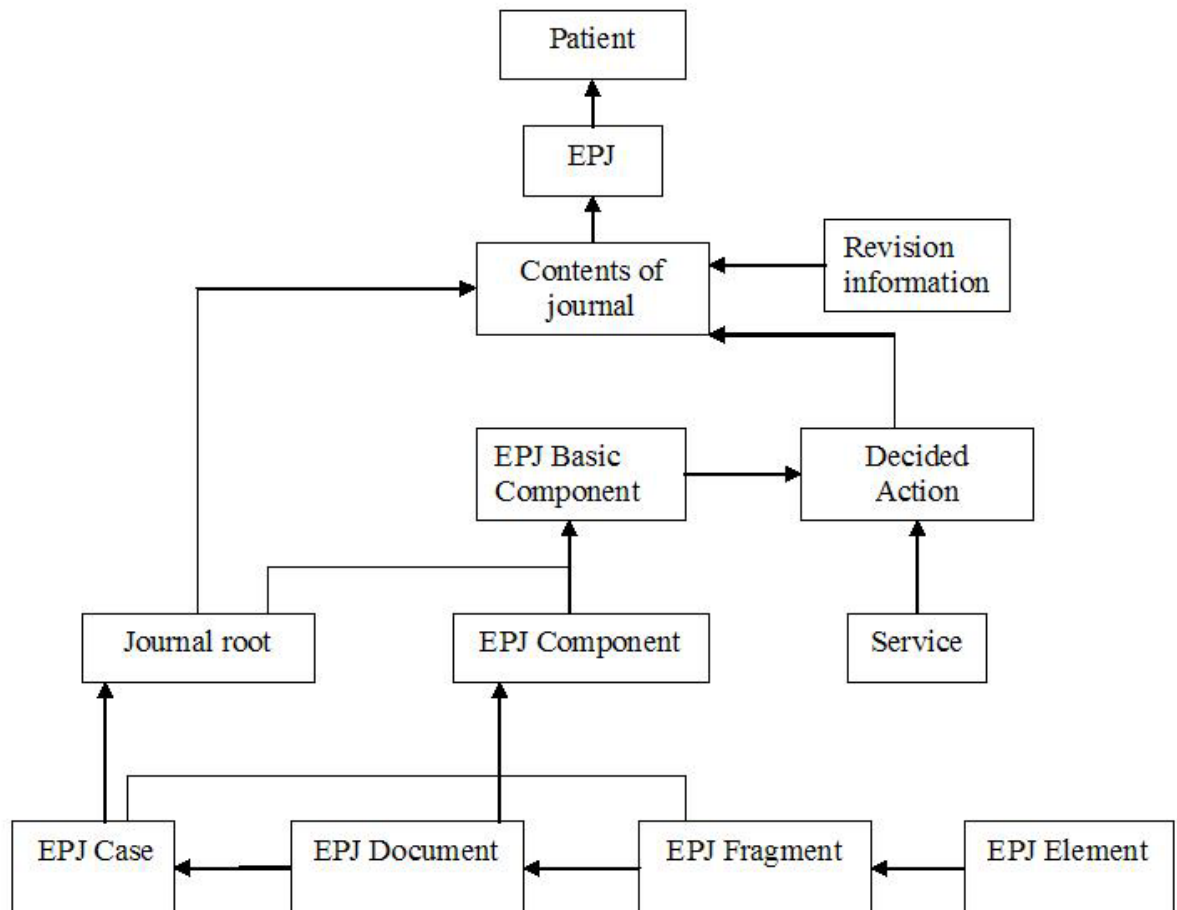 Patient
EPJ
Contents of
journal
Revision
information
EPJ Basic
Component
Decided
Action
Journal root
EPJ Component
Service
EPJ Case
EPJ Document
EPJ Fragment
EPJ Element